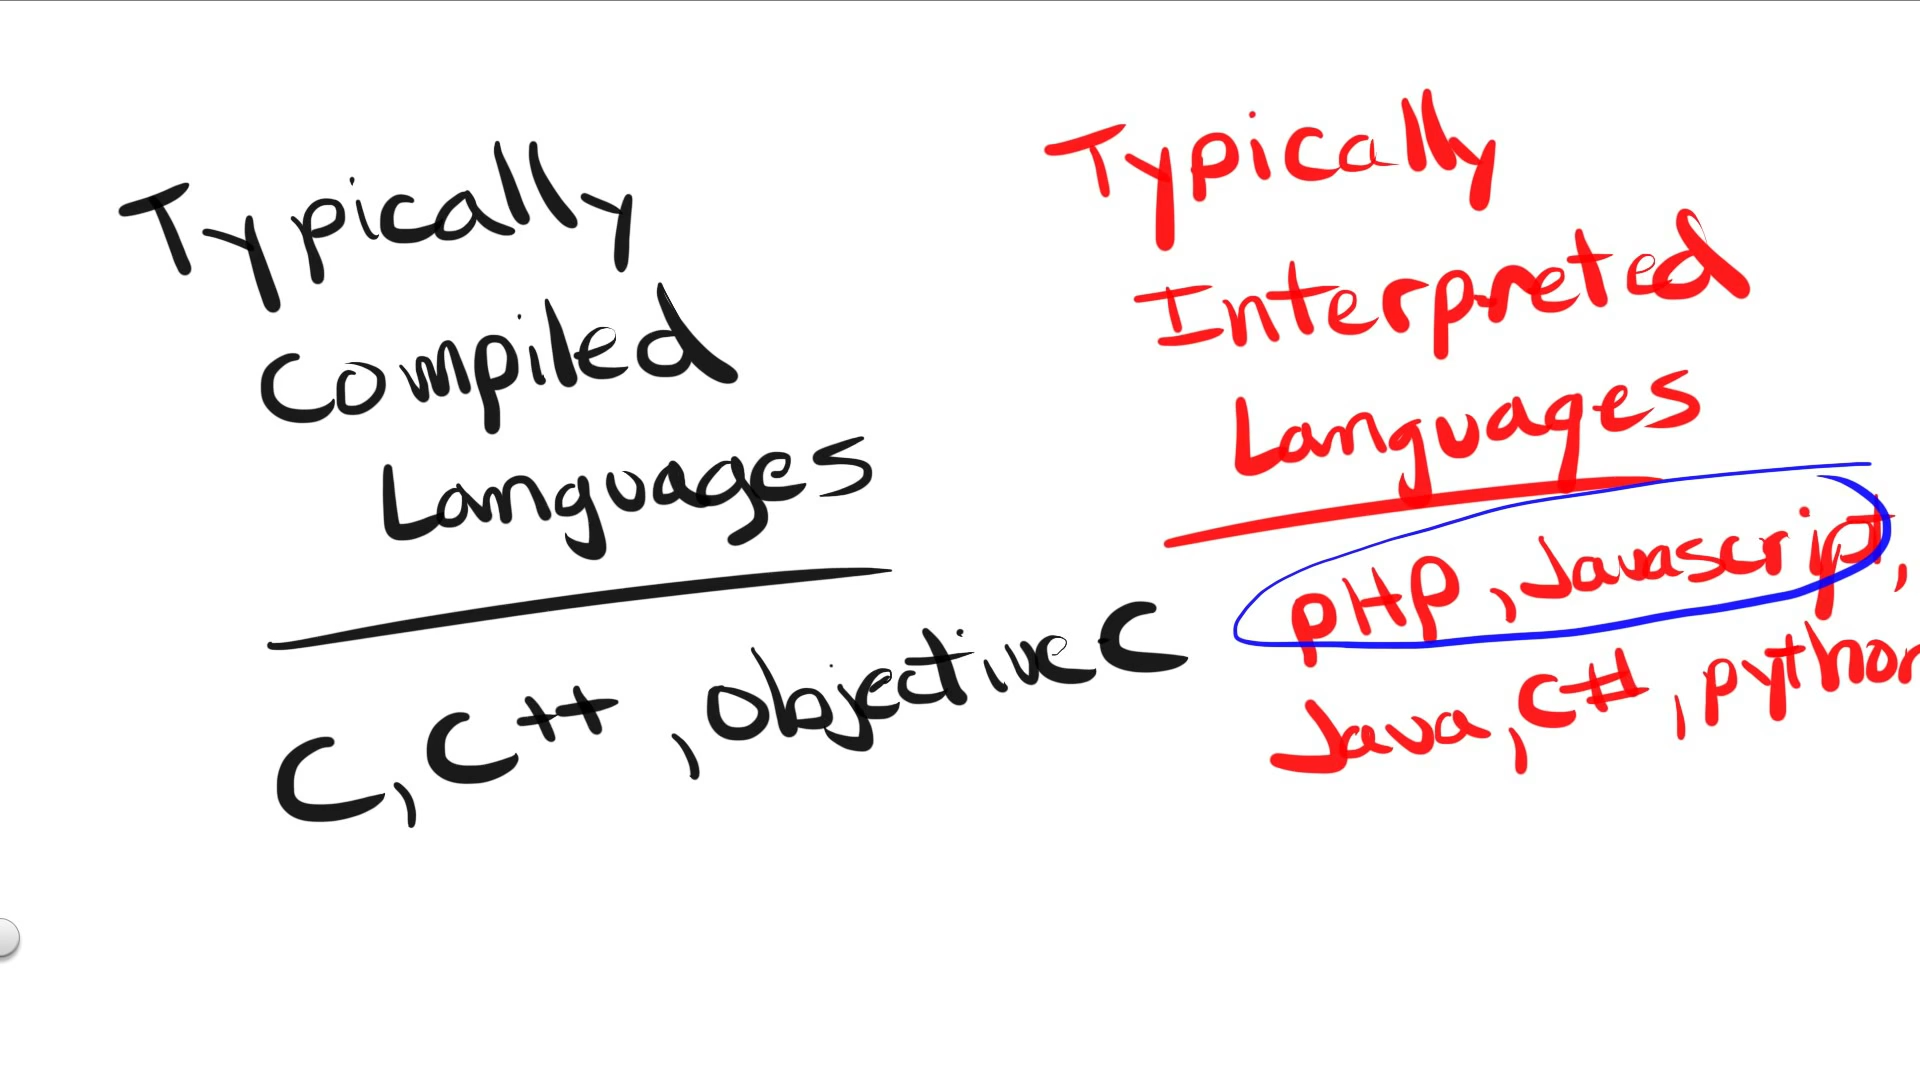 Typically
Compiled
Languages
C, C++, Objective C
Typically
Interpreted
Languages
PHP, Javascript,
Java, C#, python